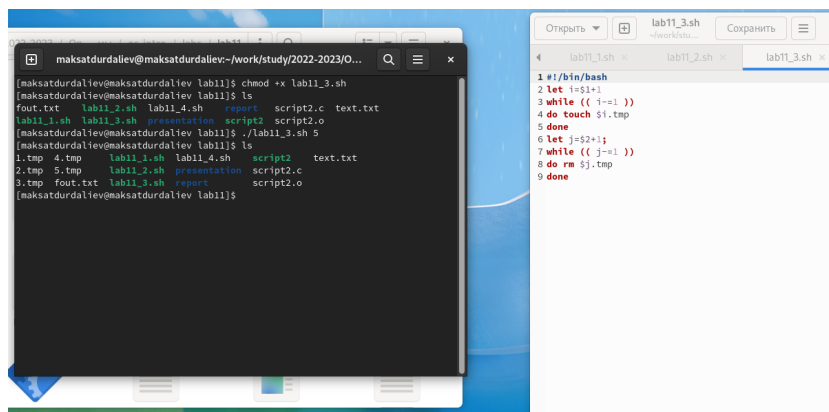 maksatdurdaliev@maksatdurdaliev:~/work/study/2022-2023/О... ×
[maksatdurdaliev@maksatdurdaliev lab11]$ chmod +x lab11_3.sh
[maksatdurdaliev@maksatdurdaliev lab11]$ ls
fout.txt lab11_2.sh lab11_4.sh report script2.c text.txt
lab11_1.sh lab11_3.sh presentation script2 script2.o
[maksatdurdaliev@maksatdurdaliev lab11]$ ./lab11_3.sh 5
[maksatdurdaliev@maksatdurdaliev lab11]$ ls
1.tmp 4.tmp lab11_1.sh lab11_4.sh script2 text.txt
2.tmp 5.tmp lab11_2.sh presentation script2.c
3.tmp fout.txt lab11_3.sh report script2.o
[maksatdurdaliev@maksatdurdaliev lab11]$
Открыть lab11_3.sh Сохранить
~/work/stu...
lab11_1.sh × lab11_2.sh × lab11_3.sh ×
1 #!/bin/bash
2 let i=$1+1
3 while (( i-=1 ))
4 do touch $i.tmp
5 done
6 let j=$2+1;
7 while (( j-=1 ))
8 do rm $j.tmp
9 done